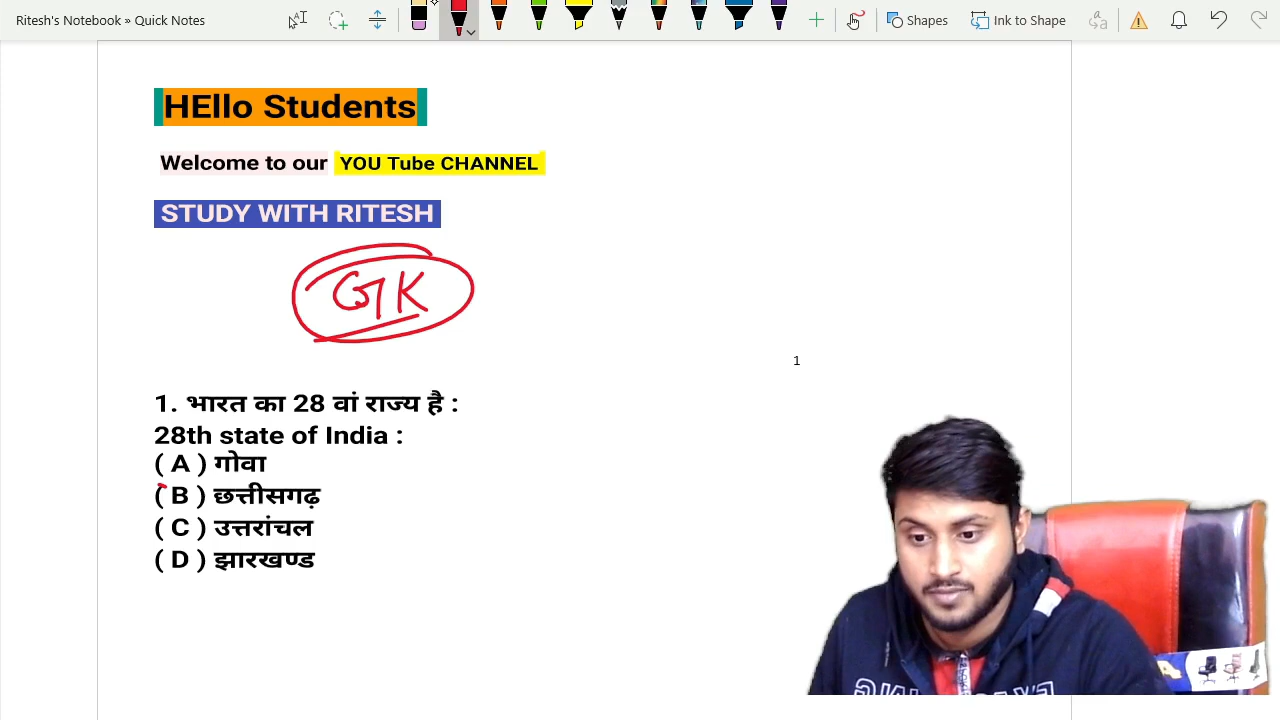 Ritesh's Notebook » Quick Notes
Shapes
Ink to Shape
HEllo Students
Welcome to our YOU Tube CHANNEL
STUDY WITH RITESH
GK
1
1. भारत का 28 वां राज्य है :
28th state of India :
( A ) गोवा
( B ) छत्तीसगढ़
( C ) उत्तरांचल
( D ) झारखण्ड